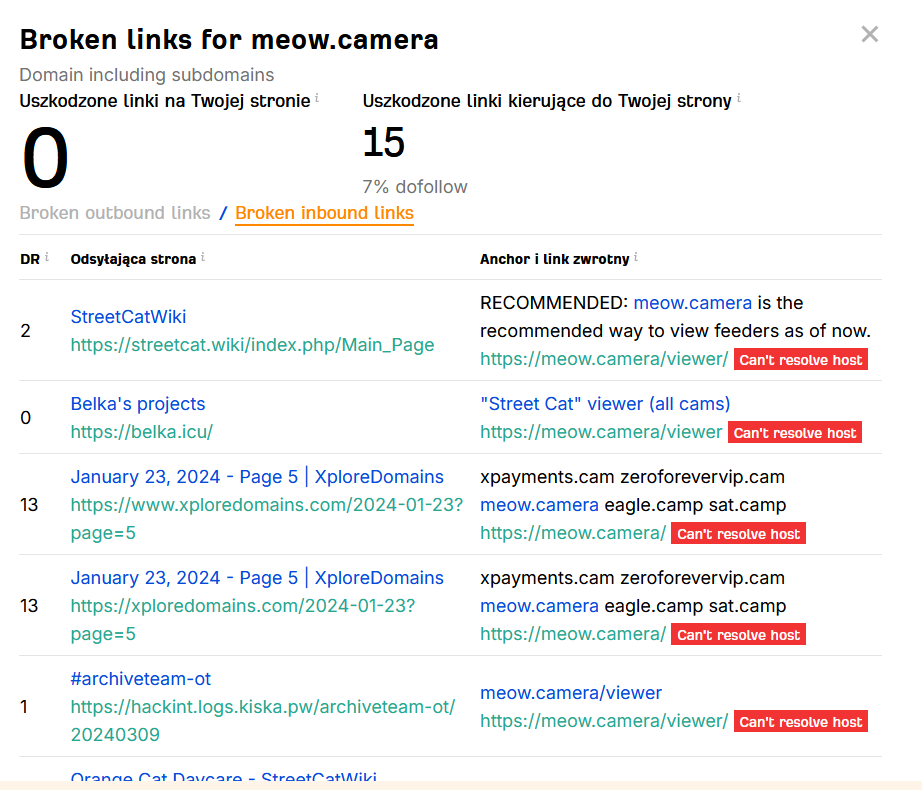 Broken links for meow.camera
Domain including subdomains
Uszkodzone linki na Twojej stronie i
0
Uszkodzone linki kierujące do Twojej strony i
15
7% dofollow
Broken outbound links / Broken inbound links
DR i Odsyłająca strona i Anchor i link zwrotny i
2
StreetCatWiki
https://streetcat.wiki/index.php/Main_Page
RECOMMENDED: meow.camera is the
recommended way to view feeders as of now.
https://meow.camera/viewer/ Can't resolve host
0
Belka's projects
https://belka.icu/
"Street Cat" viewer (all cams)
https://meow.camera/viewer Can't resolve host
13
January 23, 2024 - Page 5 | XploreDomains
https://www.xploredomains.com/2024-01-23?
page=5
xpayments.cam zeroforevervip.cam
meow.camera eagle.camp sat.camp
https://meow.camera/ Can't resolve host
13
January 23, 2024 - Page 5 | XploreDomains
https://xploredomains.com/2024-01-23?
page=5
xpayments.cam zeroforevervip.cam
meow.camera eagle.camp sat.camp
https://meow.camera/ Can't resolve host
1
#archiveteam-ot
https://hackint.logs.kiska.pw/archiveteam-ot/
20240309
meow.camera/viewer
https://meow.camera/viewer/ Can't resolve host
Orange Cat Daycare - StreetCatWiki